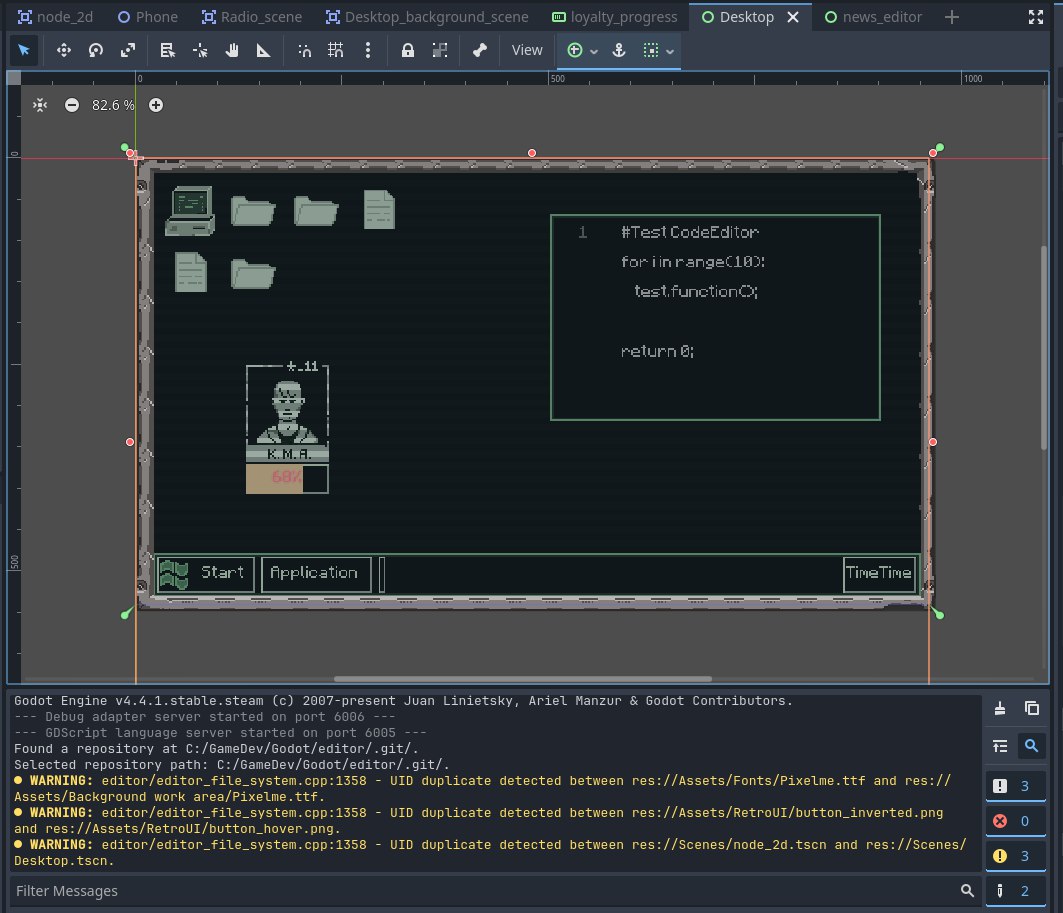 node_2d Phone Radio_scene Desktop_background_scene loyalty_progress Desktop news_editor
View
0 500 1000
82.6 %
0
500
1 #Test CodeEditor
for i in range(10):
test.function();
return 0;
+_11
K.M.A.
68%
Start Application TimeTime
Godot Engine v4.4.1.stable.steam (c) 2007-present Juan Linietsky, Ariel Manzur & Godot Contributors.
--- Debug adapter server started on port 6006 ---
--- GDScript language server started on port 6005 ---
Found a repository at C:/GameDev/Godot/editor/.git/.
Selected repository path: C:/GameDev/Godot/editor/.git/.
WARNING: editor/editor_file_system.cpp:1358 - UID duplicate detected between res://Assets/Fonts/Pixelme.ttf and res://
Assets/Background work area/Pixelme.ttf.
WARNING: editor/editor_file_system.cpp:1358 - UID duplicate detected between res://Assets/RetroUI/button_inverted.png
and res://Assets/RetroUI/button_hover.png.
WARNING: editor/editor_file_system.cpp:1358 - UID duplicate detected between res://Scenes/node_2d.tscn and res://Scenes/
Desktop.tscn.
3
0
3
2
Filter Messages